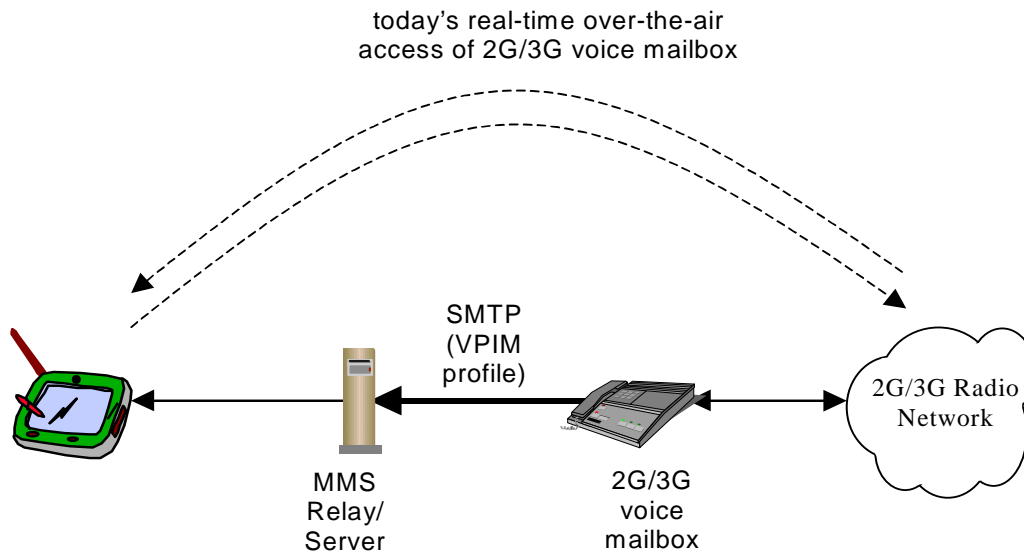 today's real-time over-the-air
access of 2G/3G voice mailbox
SMTP
(VPIM
profile)
2G/3G Radio
Network
MMS
Relay/
Server
2G/3G
voice
mailbox